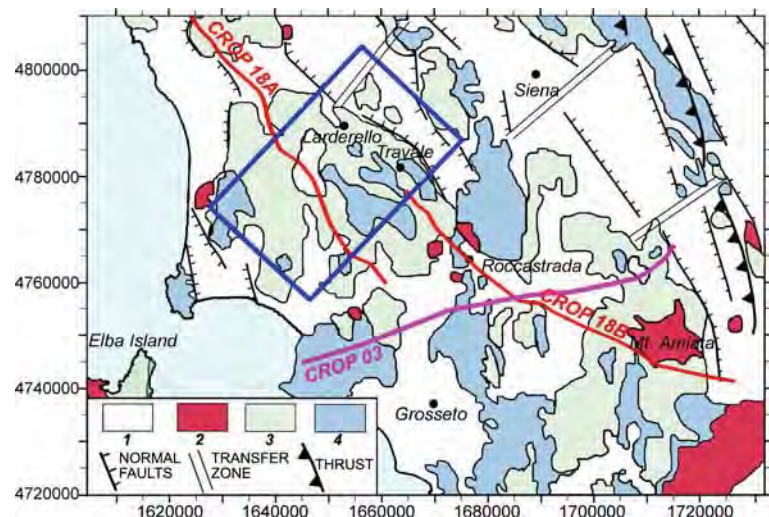 4800000
4780000
4760000
4740000
4720000
CROP 18A
Siena
Larderello
Travale
Roccastrada
CROP 18B
Mt. Amiata
Elba Island
CROP 03
Grosseto
1 2 3 4
NORMAL FAULTS
TRANSFER ZONE
THRUST
1620000 1640000 1660000 1680000 1700000 1720000